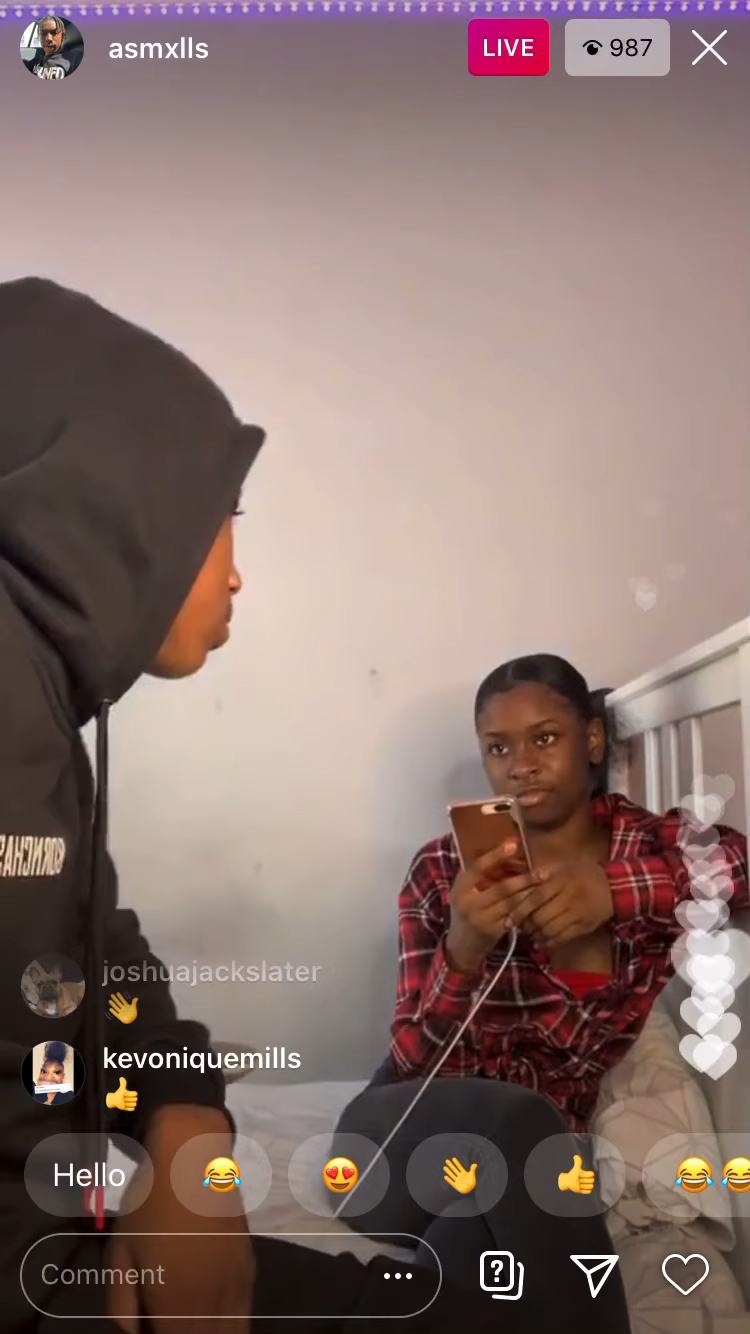 asmxlls
LIVE
987
joshuajackslater
👋
kevoniquemills
👍
Hello
😂
😍
👋
👍
😂😂
Comment